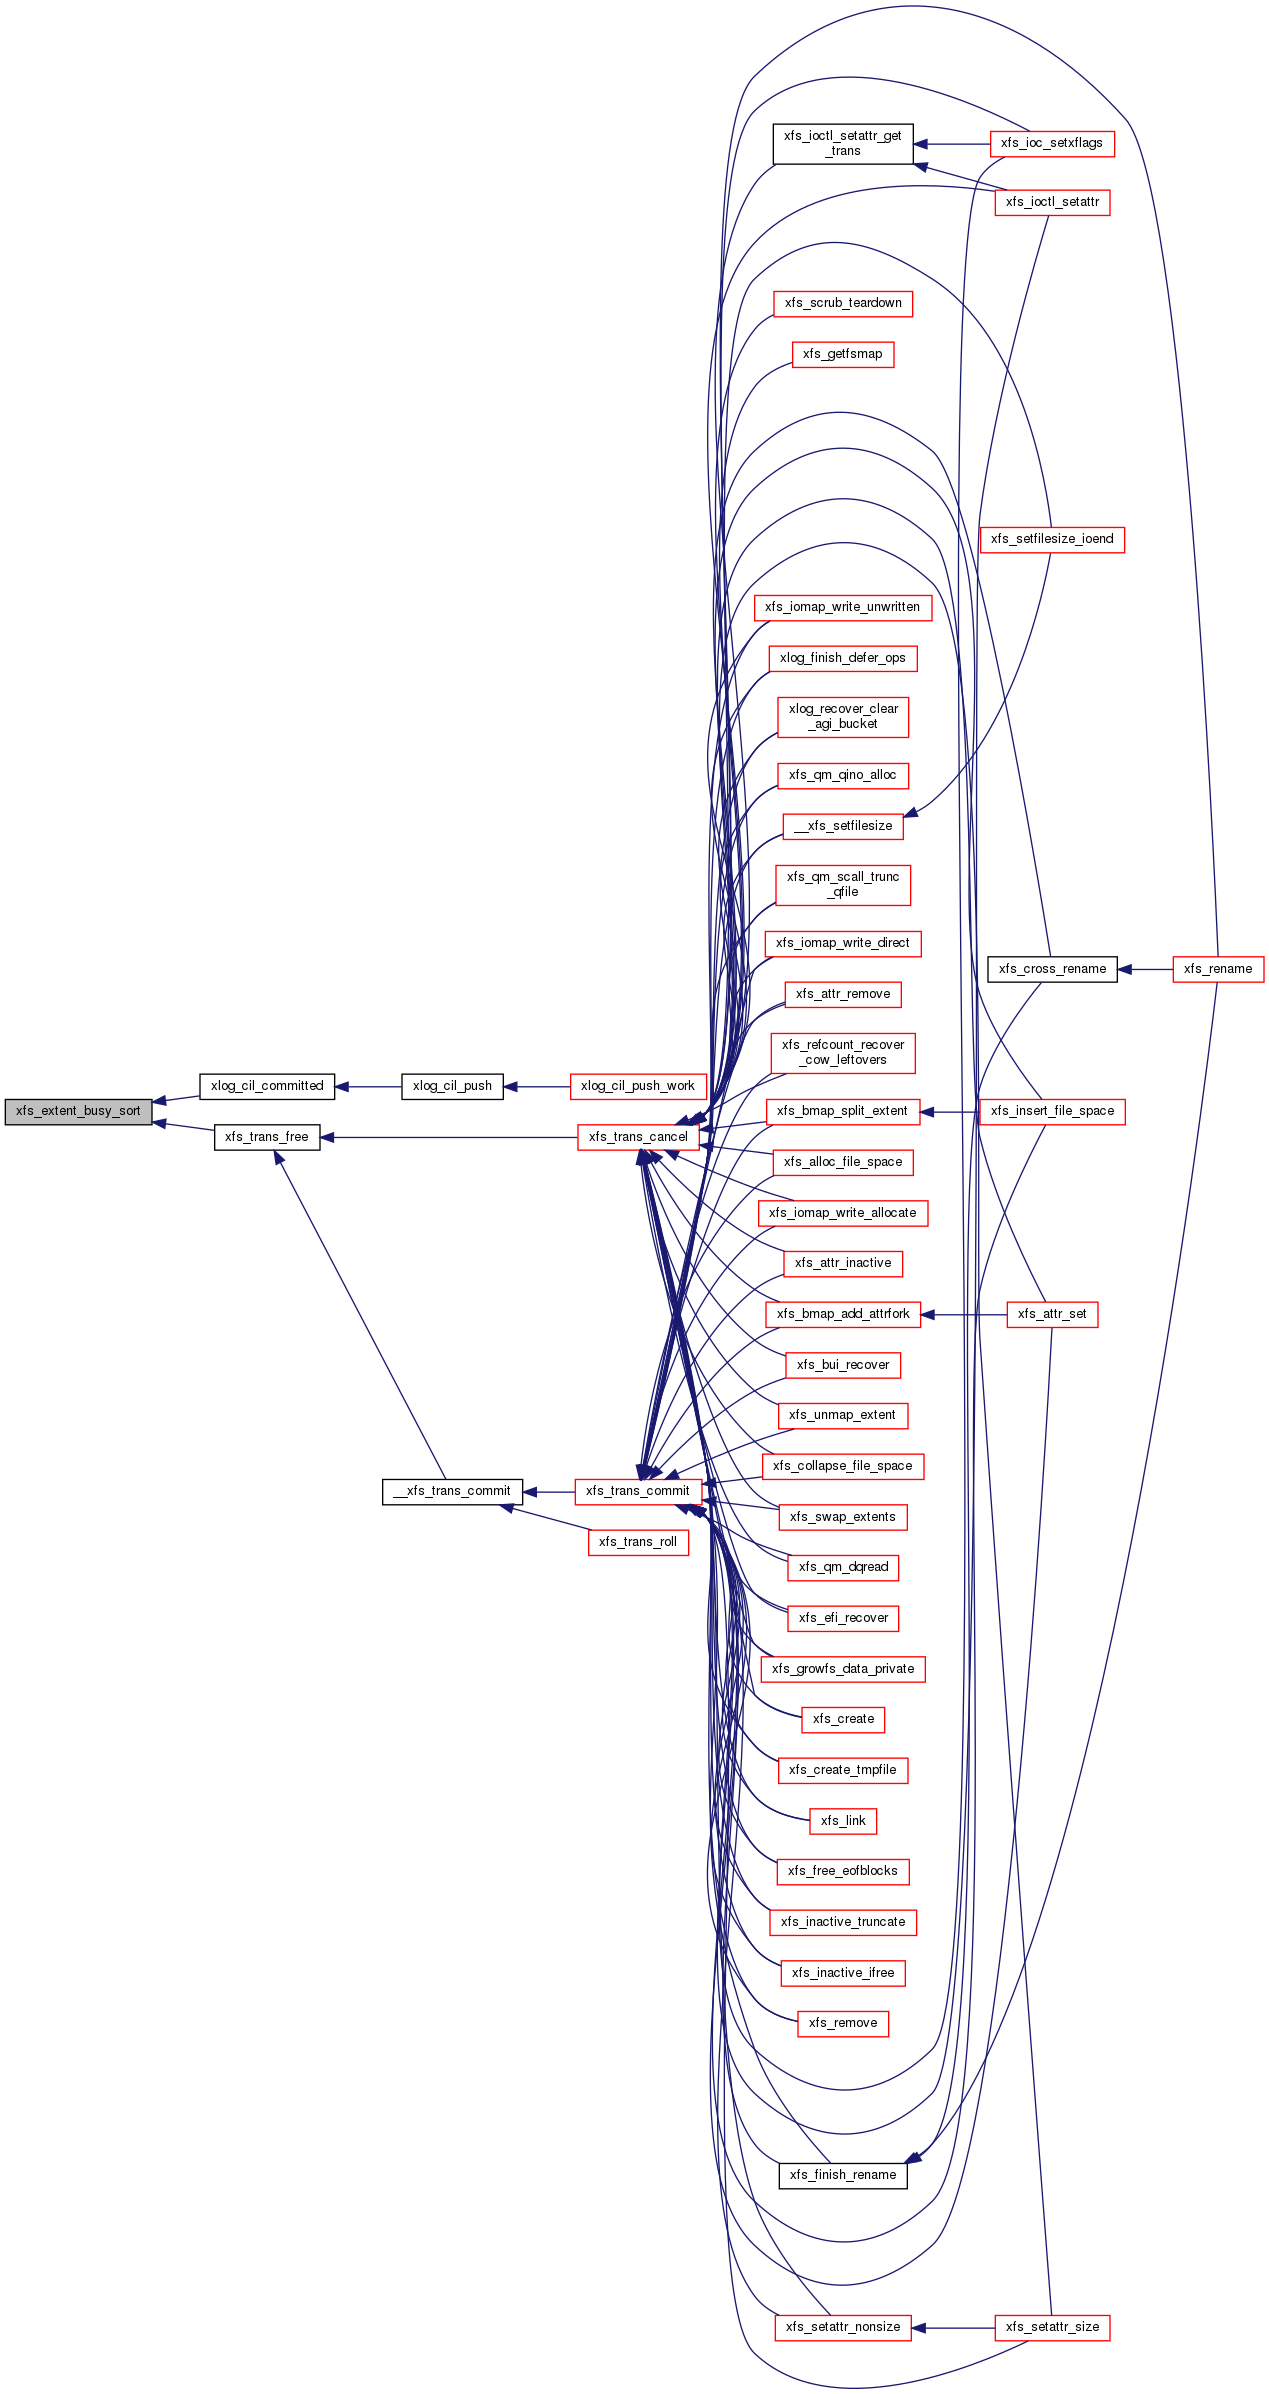 xfs_ioctl_setattr_get
_trans
xfs_ioc_setxflags
xfs_ioctl_setattr
xfs_scrub_teardown
xfs_getfsmap
xfs_setfilesize_ioend
xfs_iomap_write_unwritten
xlog_finish_defer_ops
xlog_recover_clear
_agi_bucket
xfs_qm_qino_alloc
__xfs_setfilesize
xfs_qm_scall_trunc
_qfile
xfs_iomap_write_direct
xfs_cross_rename
xfs_rename
xfs_attr_remove
xfs_refcount_recover
_cow_leftovers
xlog_cil_committed
xlog_cil_push
xlog_cil_push_work
xfs_extent_busy_sort
xfs_bmap_split_extent
xfs_insert_file_space
xfs_trans_free
xfs_trans_cancel
xfs_alloc_file_space
xfs_iomap_write_allocate
xfs_attr_inactive
xfs_bmap_add_attrfork
xfs_attr_set
xfs_bui_recover
xfs_unmap_extent
xfs_collapse_file_space
__xfs_trans_commit
xfs_trans_commit
xfs_swap_extents
xfs_trans_roll
xfs_qm_dqread
xfs_efi_recover
xfs_growfs_data_private
xfs_create
xfs_create_tmpfile
xfs_link
xfs_free_eofblocks
xfs_inactive_truncate
xfs_inactive_ifree
xfs_remove
xfs_finish_rename
xfs_setattr_nonsize
xfs_setattr_size